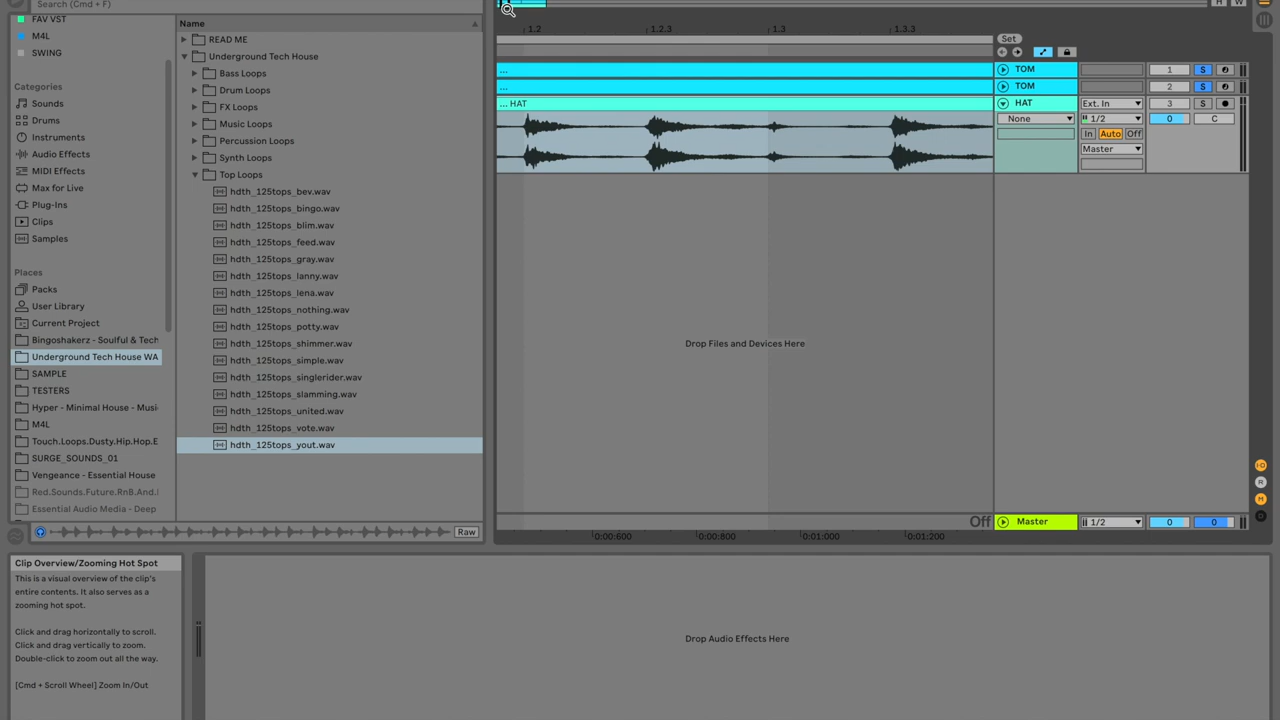 Search (Cmd + F)
FAV VST
M4L
SWING
Categories
Sounds
Drums
Instruments
Audio Effects
MIDI Effects
Max for Live
Plug-Ins
Clips
Samples
Places
Packs
User Library
Current Project
Bingoshakerz - Soulful & Tech
Underground Tech House WA
SAMPLE
TESTERS
Hyper - Minimal House - Musi
M4L
Touch.Loops.Dusty.Hip.Hop.E
SURGE_SOUNDS_01
Vengeance - Essential House
Red.Sounds.Future.RnB.And.
Essential Audio Media - Deep
Name
READ ME
Underground Tech House
Bass Loops
Drum Loops
FX Loops
Music Loops
Percussion Loops
Synth Loops
Top Loops
hdth_125tops_bev.wav
hdth_125tops_bingo.wav
hdth_125tops_blim.wav
hdth_125tops_feed.wav
hdth_125tops_gray.wav
hdth_125tops_lanny.wav
hdth_125tops_lena.wav
hdth_125tops_nothing.wav
hdth_125tops_potty.wav
hdth_125tops_shimmer.wav
hdth_125tops_simple.wav
hdth_125tops_singlerider.wav
hdth_125tops_slamming.wav
hdth_125tops_united.wav
hdth_125tops_vote.wav
hdth_125tops_yout.wav
Raw
H W
1.2 1.2.3 1.3 1.3.3
Set
... TOM 1 S
... TOM 2 S
... HAT HAT Ext. In 3 S
None 1/2 0 C
In Auto Off
Master
Drop Files and Devices Here
Off Master 1/2 0 0
0:00:600 0:00:800 0:01:000 0:01:200
I·O
R
M
D
Clip Overview/Zooming Hot Spot
This is a visual overview of the clip's
entire contents. It also serves as a
zooming hot spot.
Click and drag horizontally to scroll.
Click and drag vertically to zoom.
Double-click to zoom out all the way.
[Cmd + Scroll Wheel] Zoom In/Out
Drop Audio Effects Here